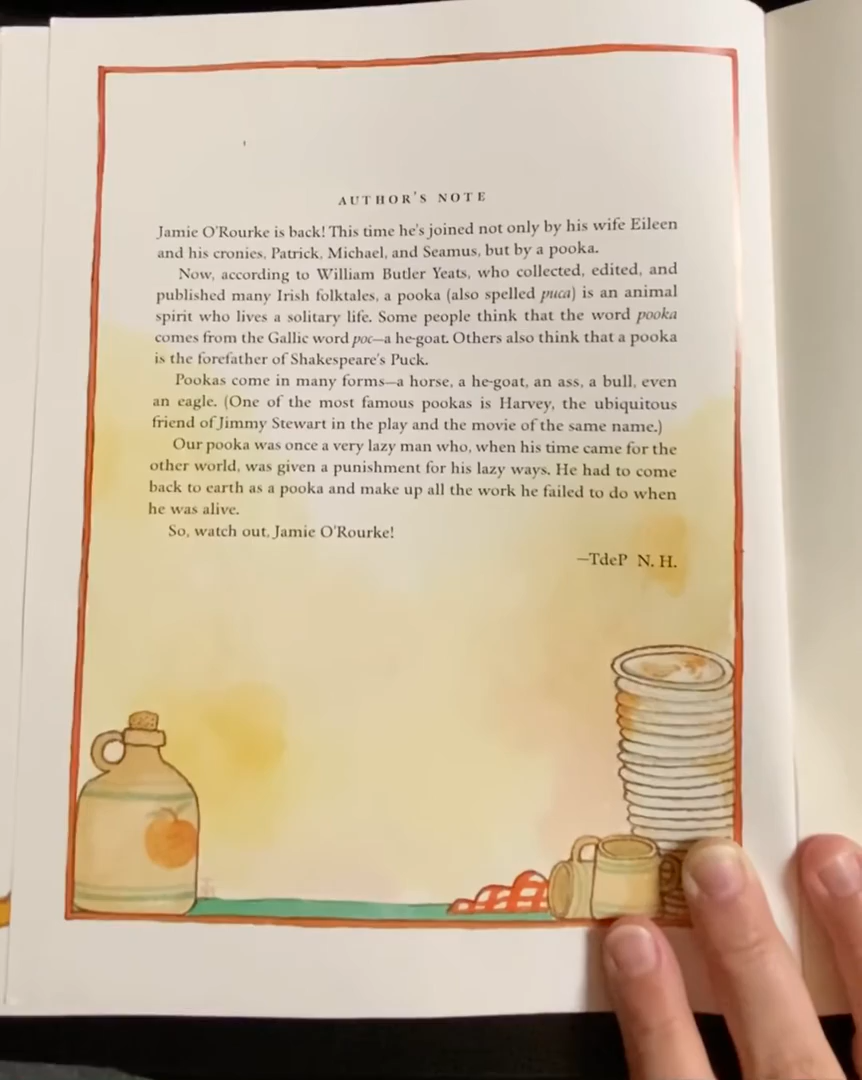 AUTHOR'S NOTE
Jamie O'Rourke is back! This time he's joined not only by his wife Eileen
and his cronies, Patrick, Michael, and Seamus, but by a pooka.
Now, according to William Butler Yeats, who collected, edited, and
published many Irish folktales, a pooka (also spelled puca) is an animal
spirit who lives a solitary life. Some people think that the word pooka
comes from the Gallic word poc—a he-goat. Others also think that a pooka
is the forefather of Shakespeare's Puck.
Pookas come in many forms—a horse, a he-goat, an ass, a bull, even
an eagle. (One of the most famous pookas is Harvey, the ubiquitous
friend of Jimmy Stewart in the play and the movie of the same name.)
Our pooka was once a very lazy man who, when his time came for the
other world, was given a punishment for his lazy ways. He had to come
back to earth as a pooka and make up all the work he failed to do when
he was alive.
So, watch out, Jamie O'Rourke!
—TdeP N. H.